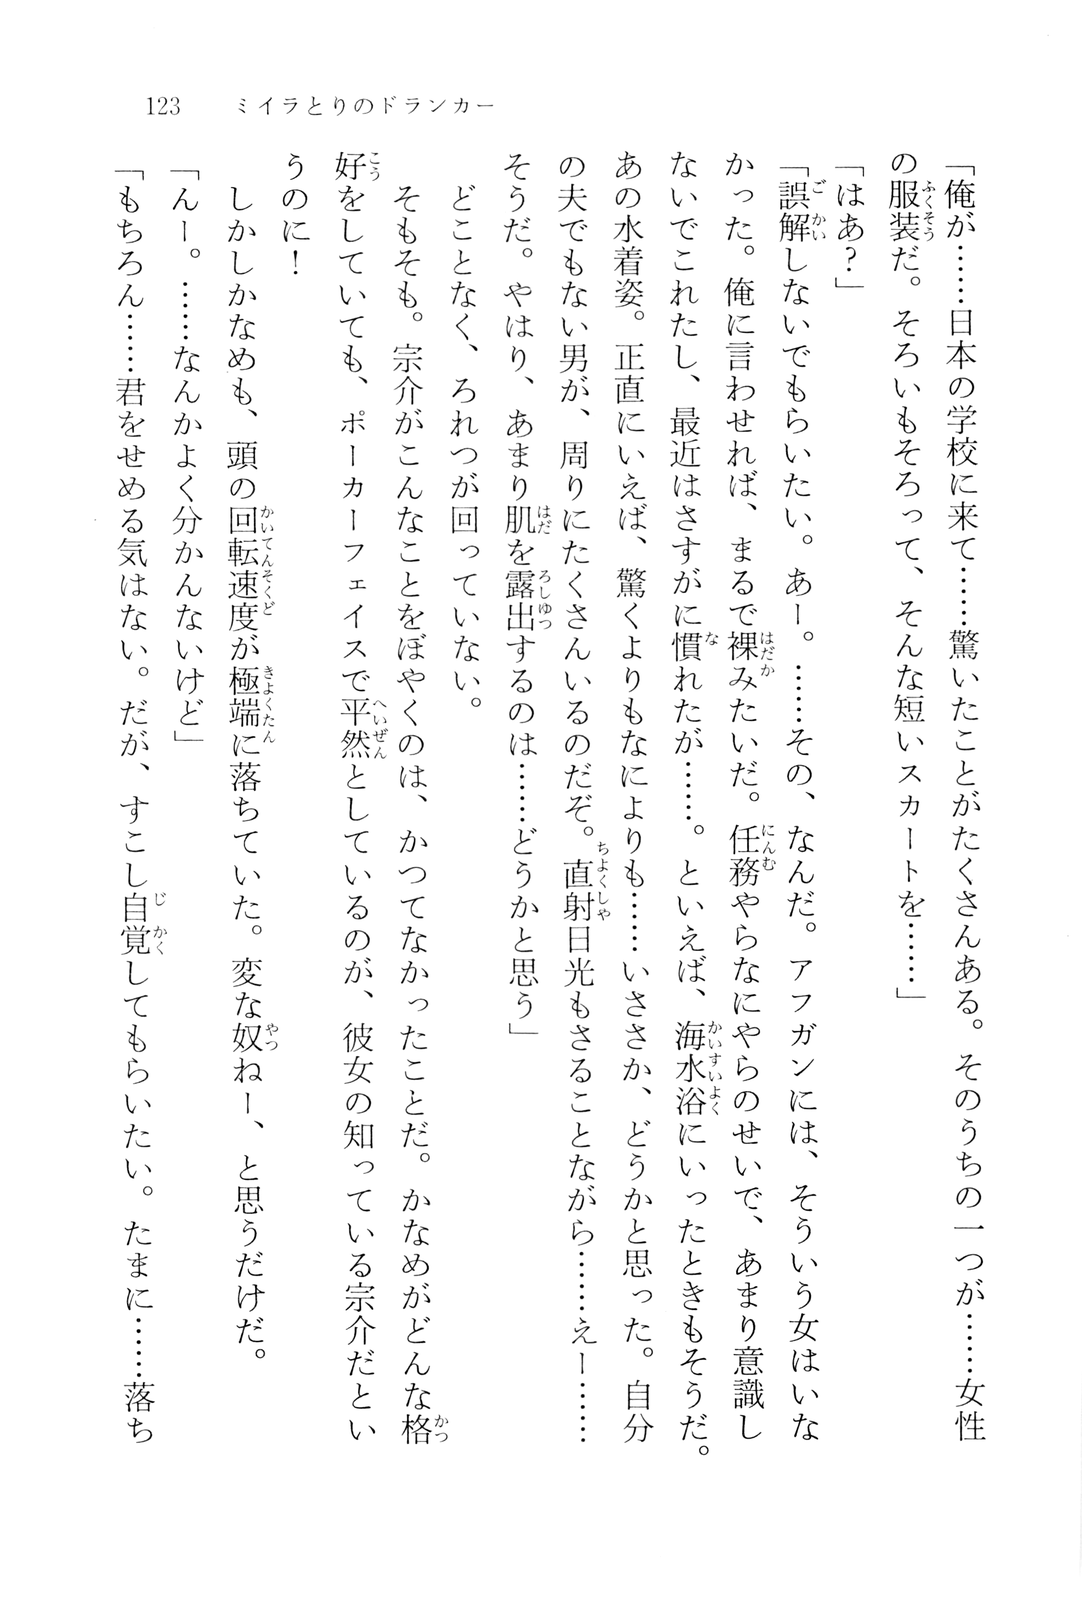 123　ミイラとりのドランカー
「俺が……日本の学校に来て……驚いたことがたくさんある。そのうちの一つが……女性
の服装だ。そろいもそろって、そんな短いスカートを……」
「はあ？」
「誤解しないでもらいたい。あー。……その、なんだ。アフガンには、そういう女はいな
かった。俺に言わせれば、まるで裸みたいだ。任務やらなにやらのせいで、あまり意識し
ないでこれたし、最近はさすがに慣れたが……。といえば、海水浴にいったときもそうだ。
あの水着姿。正直にいえば、驚くよりもなによりも……いささか、どうかと思った。自分
の夫でもない男が、周りにたくさんいるのだぞ。直射日光もさることながら……えー……
そうだ。やはり、あまり肌を露出するのは……どうかと思う」
　どことなく、ろれつが回っていない。
　そもそも。宗介がこんなことをぼやくのは、かつてなかったことだ。かなめがどんな格
好をしていても、ポーカーフェイスで平然としているのが、彼女の知っている宗介だとい
うのに！
　しかしかなめも、頭の回転速度が極端に落ちていた。変な奴ねー、と思うだけだ。
「んー。……なんかよく分かんないけど」
「もちろん……君をせめる気はない。だが、すこし自覚してもらいたい。たまに……落ち